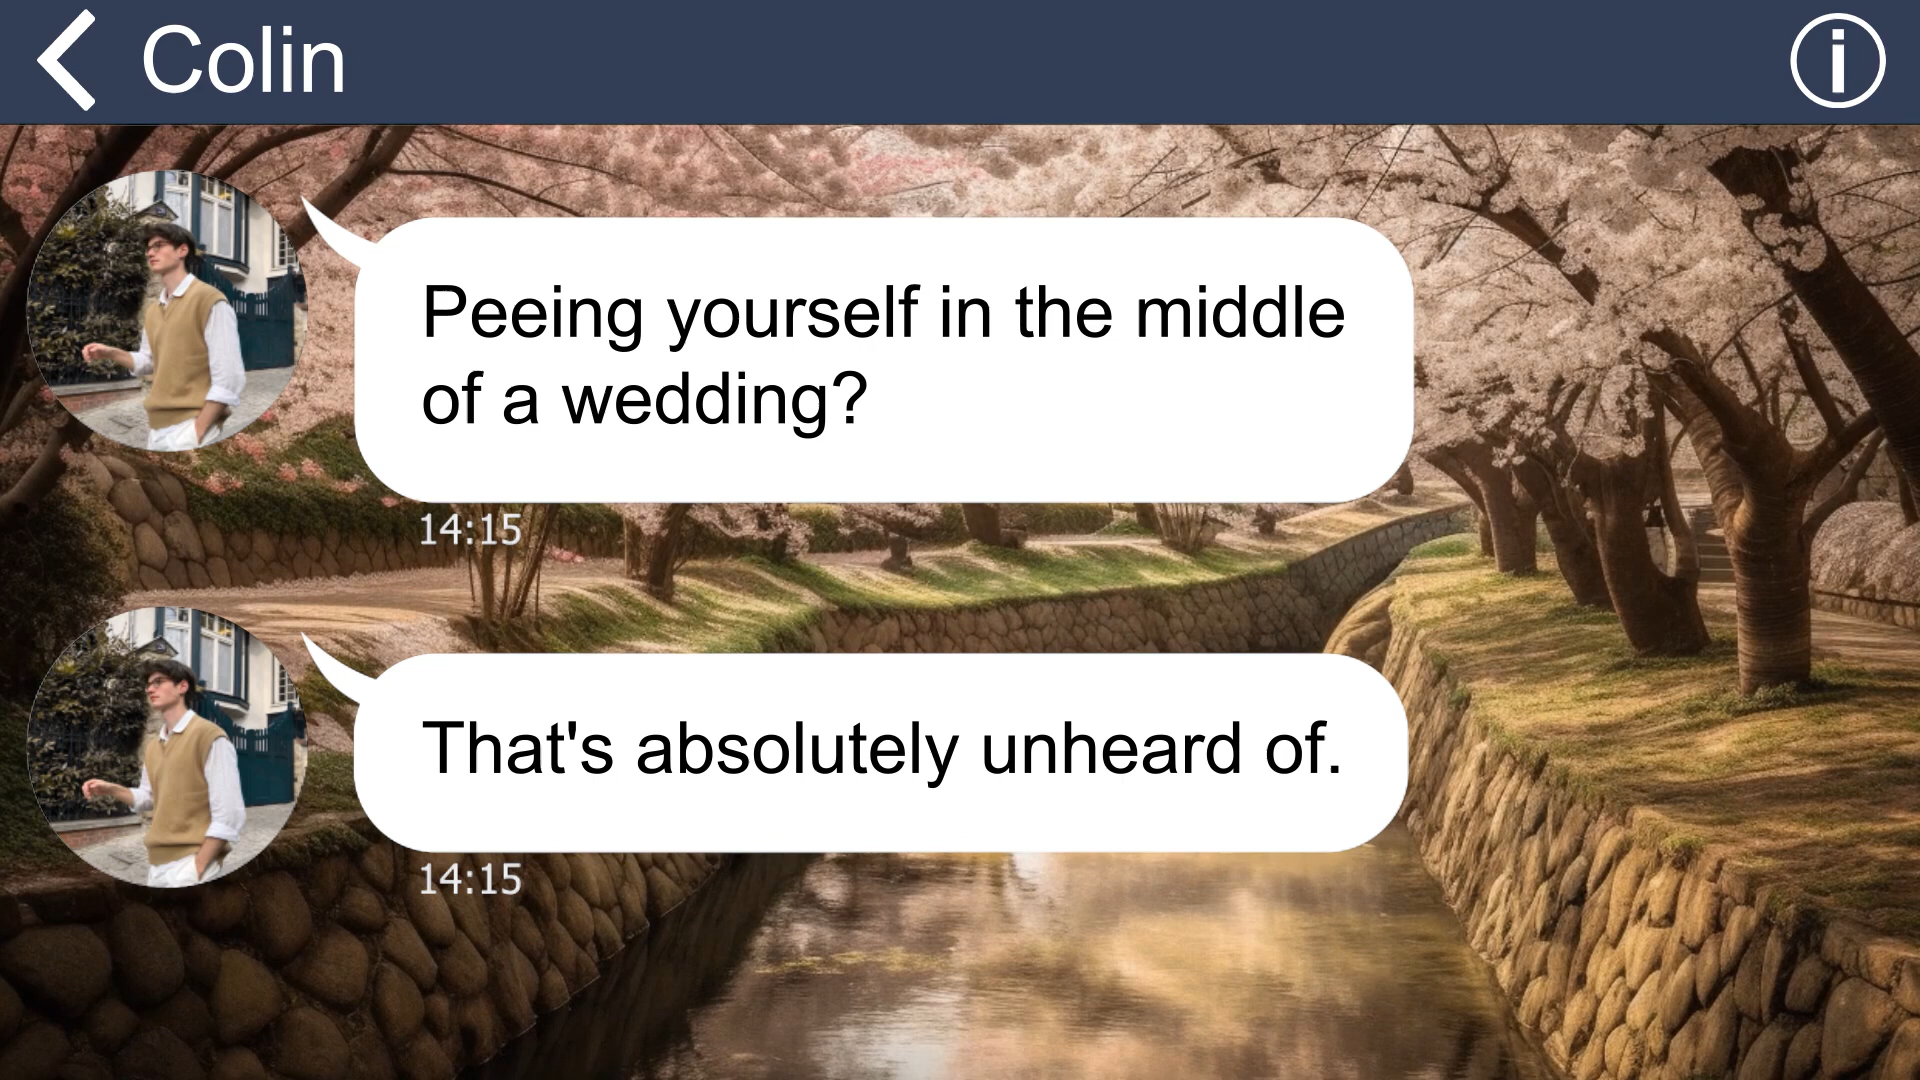 Colin
Peeing yourself in the middle
of a wedding?
14:15
That's absolutely unheard of.
14:15